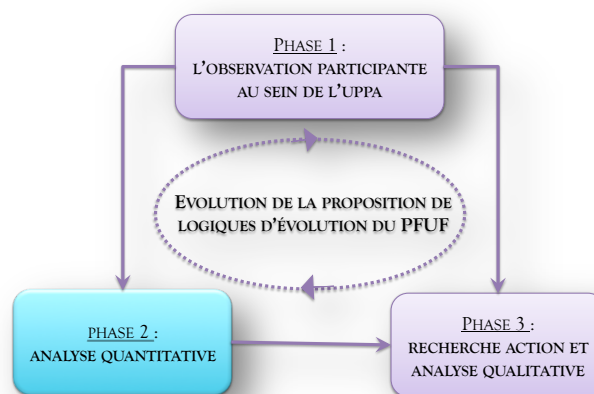 PHASE 1 :
L'OBSERVATION PARTICIPANTE
AU SEIN DE L'UPPA
EVOLUTION DE LA PROPOSITION DE
LOGIQUES D'ÉVOLUTION DU PFUF
PHASE 2 :
ANALYSE QUANTITATIVE
PHASE 3 :
RECHERCHE ACTION ET
ANALYSE QUALITATIVE